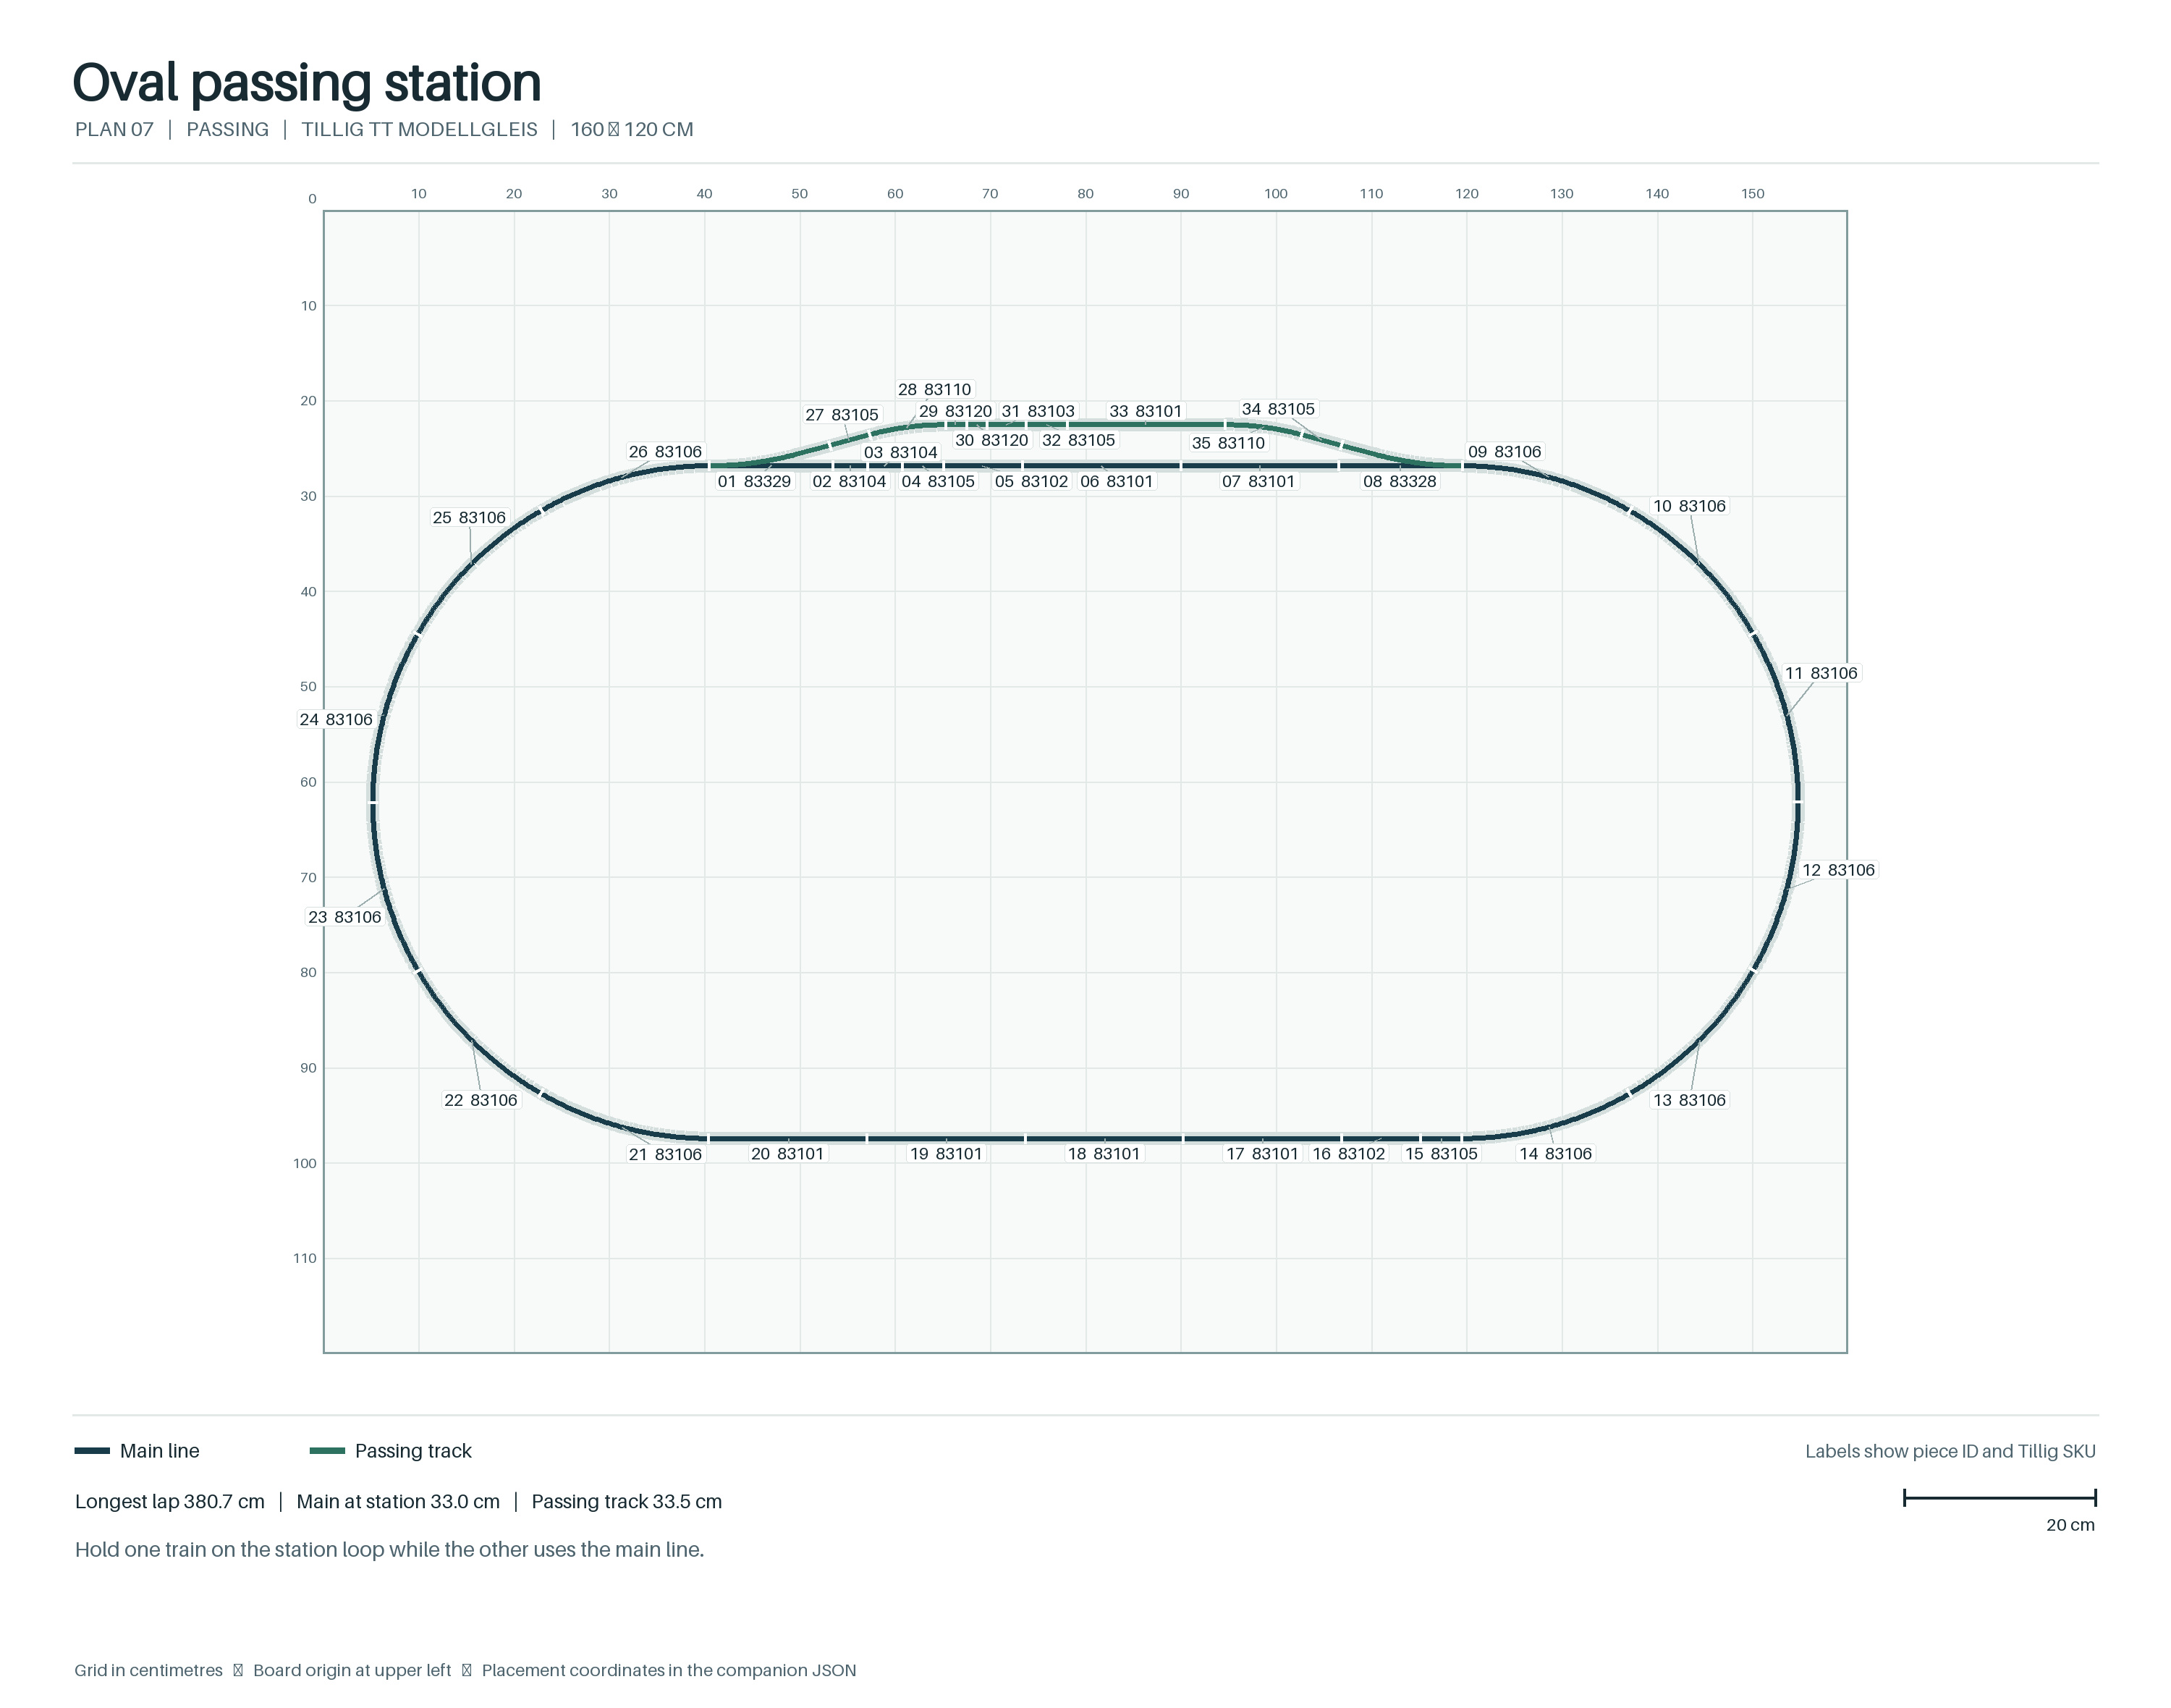 Oval passing station
PLAN 07 | PASSING | TILLIG TT MODELLGLEIS | 160 120 CM
0 10 20 30 40 50 60 70 80 90 100 110 120 130 140 150
10
20
28 83110
27 83105 29 83120 31 83103 33 83101 34 83105
30 83120 32 83105 35 83110
26 83106 03 83104 09 83106
01 83329 02 83104 04 83105 05 83102 06 83101 07 83101 08 83328
30
25 83106 10 83106
40
11 83106
50
24 83106
60
12 83106
70
23 83106
80
90
22 83106 13 83106
21 83106 20 83101 19 83101 18 83101 17 83101 16 83102 15 83105 14 83106
100
110
Main line Passing track Labels show piece ID and Tillig SKU
Longest lap 380.7 cm | Main at station 33.0 cm | Passing track 33.5 cm
20 cm
Hold one train on the station loop while the other uses the main line.
Grid in centimetres Board origin at upper left Placement coordinates in the companion JSON